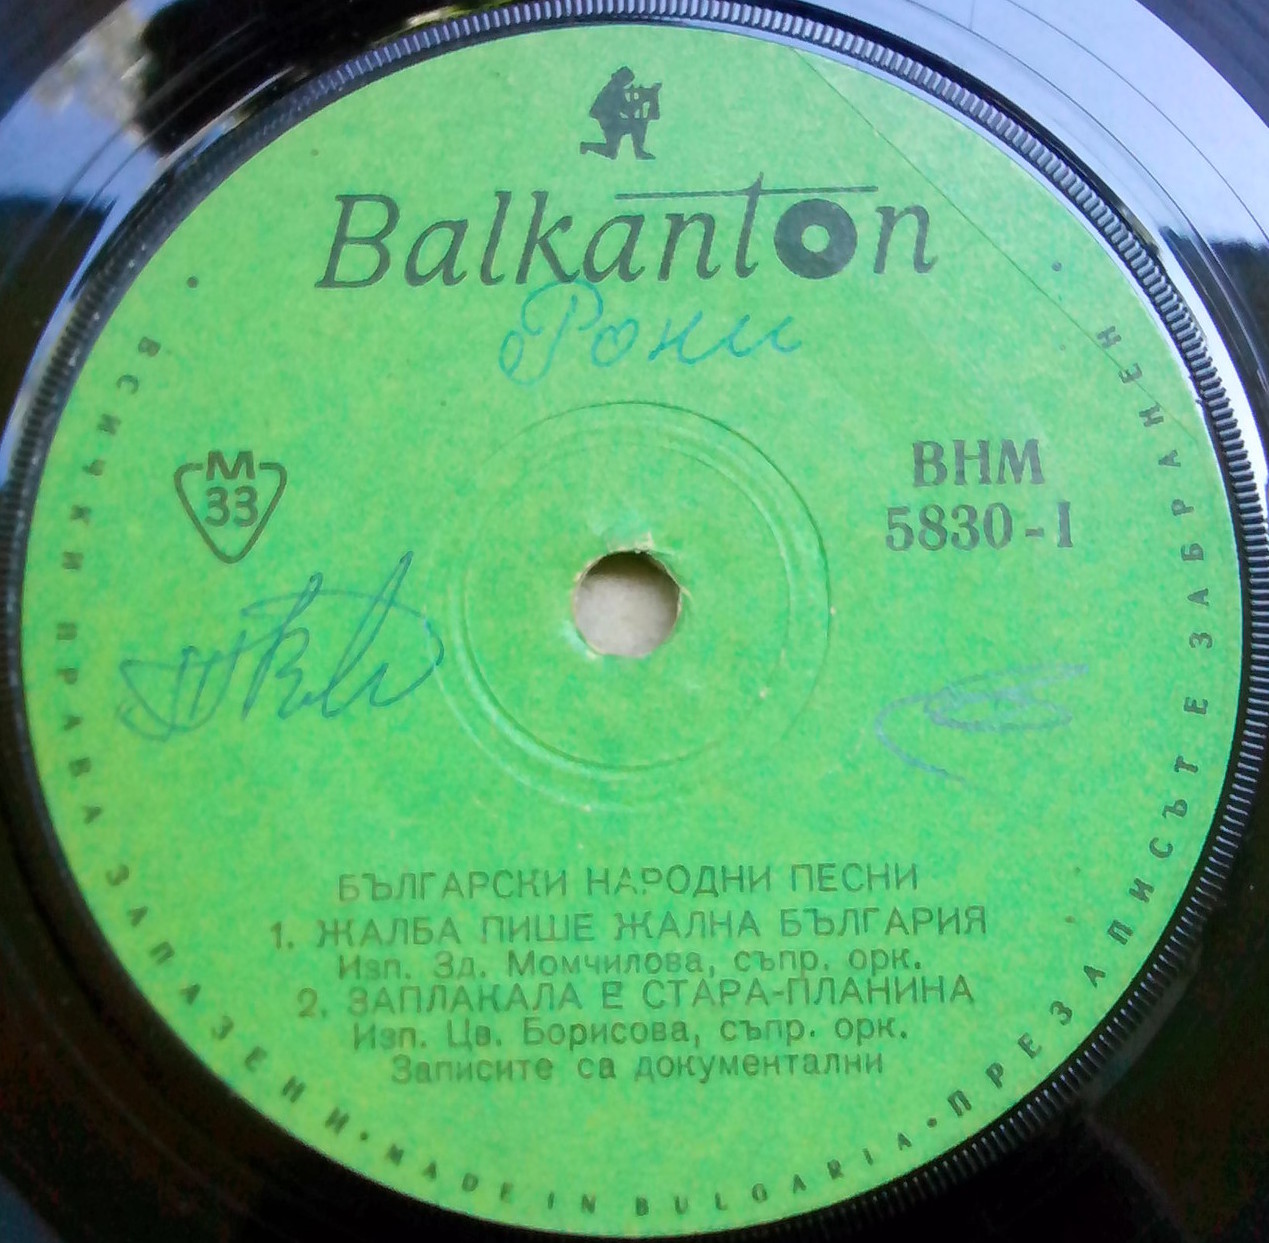 Balkanton
Рони
М
33
ВНМ
5830-I
БЪЛГАРСКИ НАРОДНИ ПЕСНИ
1. ЖАЛБА ПИШЕ ЖАЛНА БЪЛГАРИЯ
Изп. Зд. Момчилова, съпр. орк.
2. ЗАПЛАКАЛА Е СТАРА-ПЛАНИНА
Изп. Цв. Борисова, съпр. орк.
Записите са документални
ВСИЧКИ ПРАВА ЗАПАЗЕНИ • MADE IN BULGARIA • ПРЕЗАПИСЪТ Е ЗАБРАНЕН